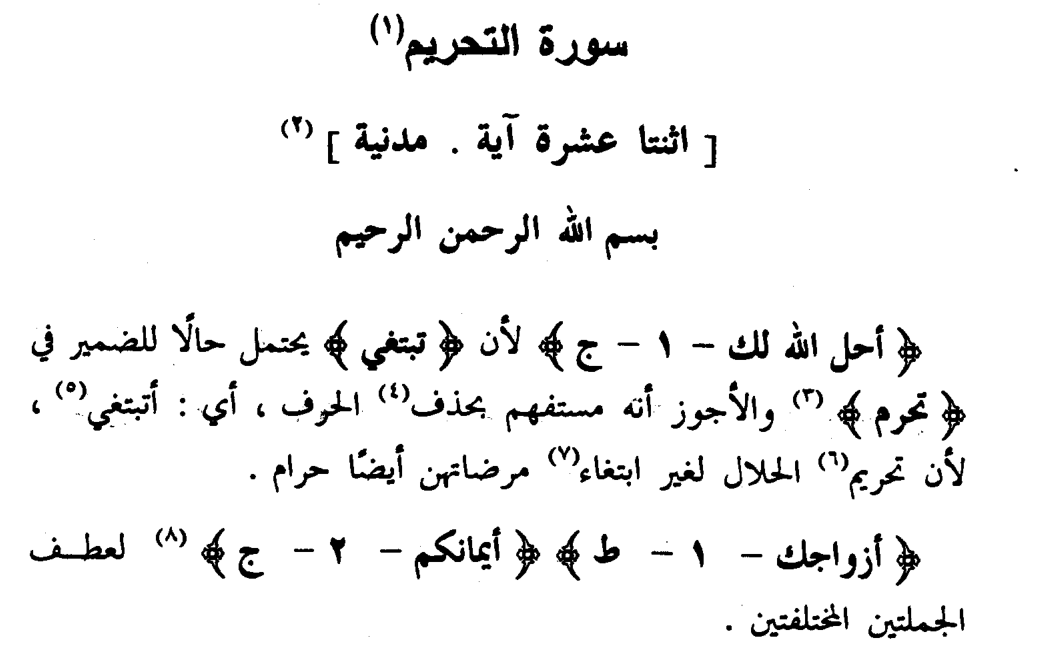 سورة التحريم(١)
[ اثنتا عشرة آية . مدنية ] (٢)
بسم الله الرحمن الرحيم
﴿ أحل الله لك – ١ – ج ﴾ لأن ﴿ تبتغي ﴾ يحتمل حالًا للضمير في
﴿ تحرم ﴾ (٣) والأجوز أنه مستفهم بحذف(٤) الحرف ، أي : أتبتغي(٥) ،
لأن تحريم(٦) الحلال لغير ابتغاء(٧) مرضاتهن أيضًا حرام .
﴿ أزواجك – ١ – ط ﴾ ﴿ أيمانكم – ٢ – ج ﴾ (٨) لعطف
الجملتين المختلفتين .